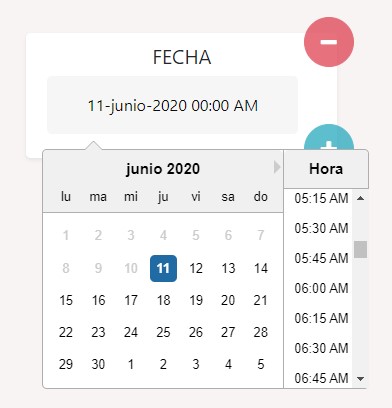 FECHA
11-junio-2020 00:00 AM
junio 2020
lu ma mi ju vi sa do
1 2 3 4 5 6 7
8 9 10 11 12 13 14
15 16 17 18 19 20 21
22 23 24 25 26 27 28
29 30 1 2 3 4 5
Hora
05:15 AM
05:30 AM
05:45 AM
06:00 AM
06:15 AM
06:30 AM
06:45 AM